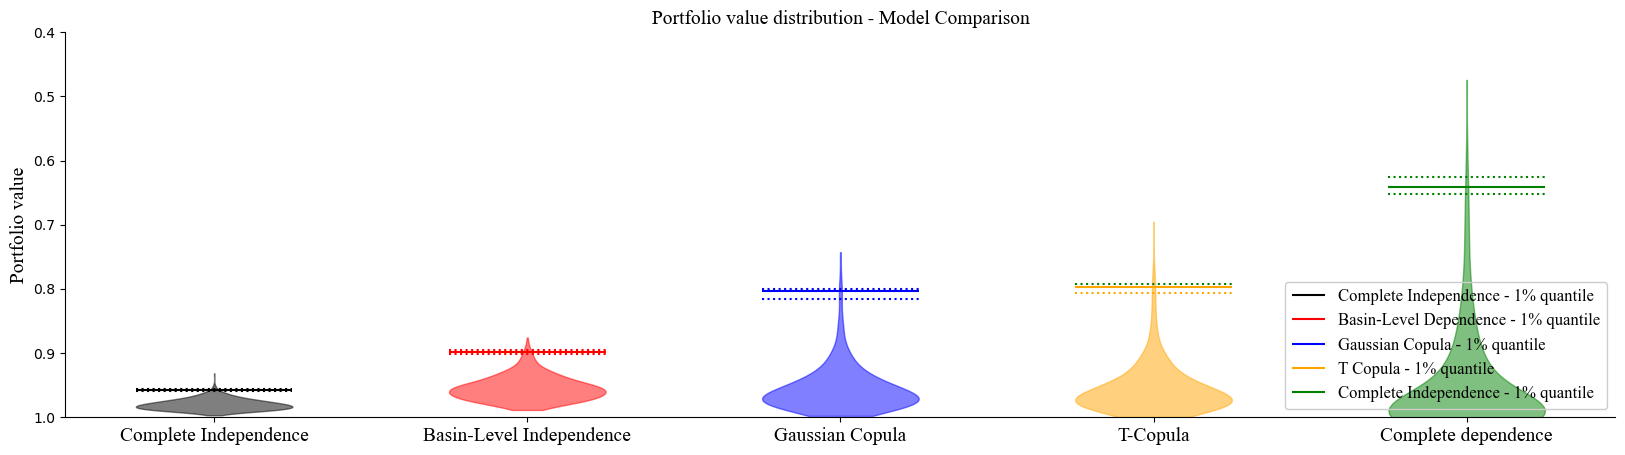 Portfolio value distribution - Model Comparison
Portfolio value
0.4
0.5
0.6
0.7
0.8
0.9
1.0
Complete Independence - 1% quantile
Basin-Level Dependence - 1% quantile
Gaussian Copula - 1% quantile
T Copula - 1% quantile
Complete Independence - 1% quantile
Complete Independence
Basin-Level Independence
Gaussian Copula
T-Copula
Complete dependence